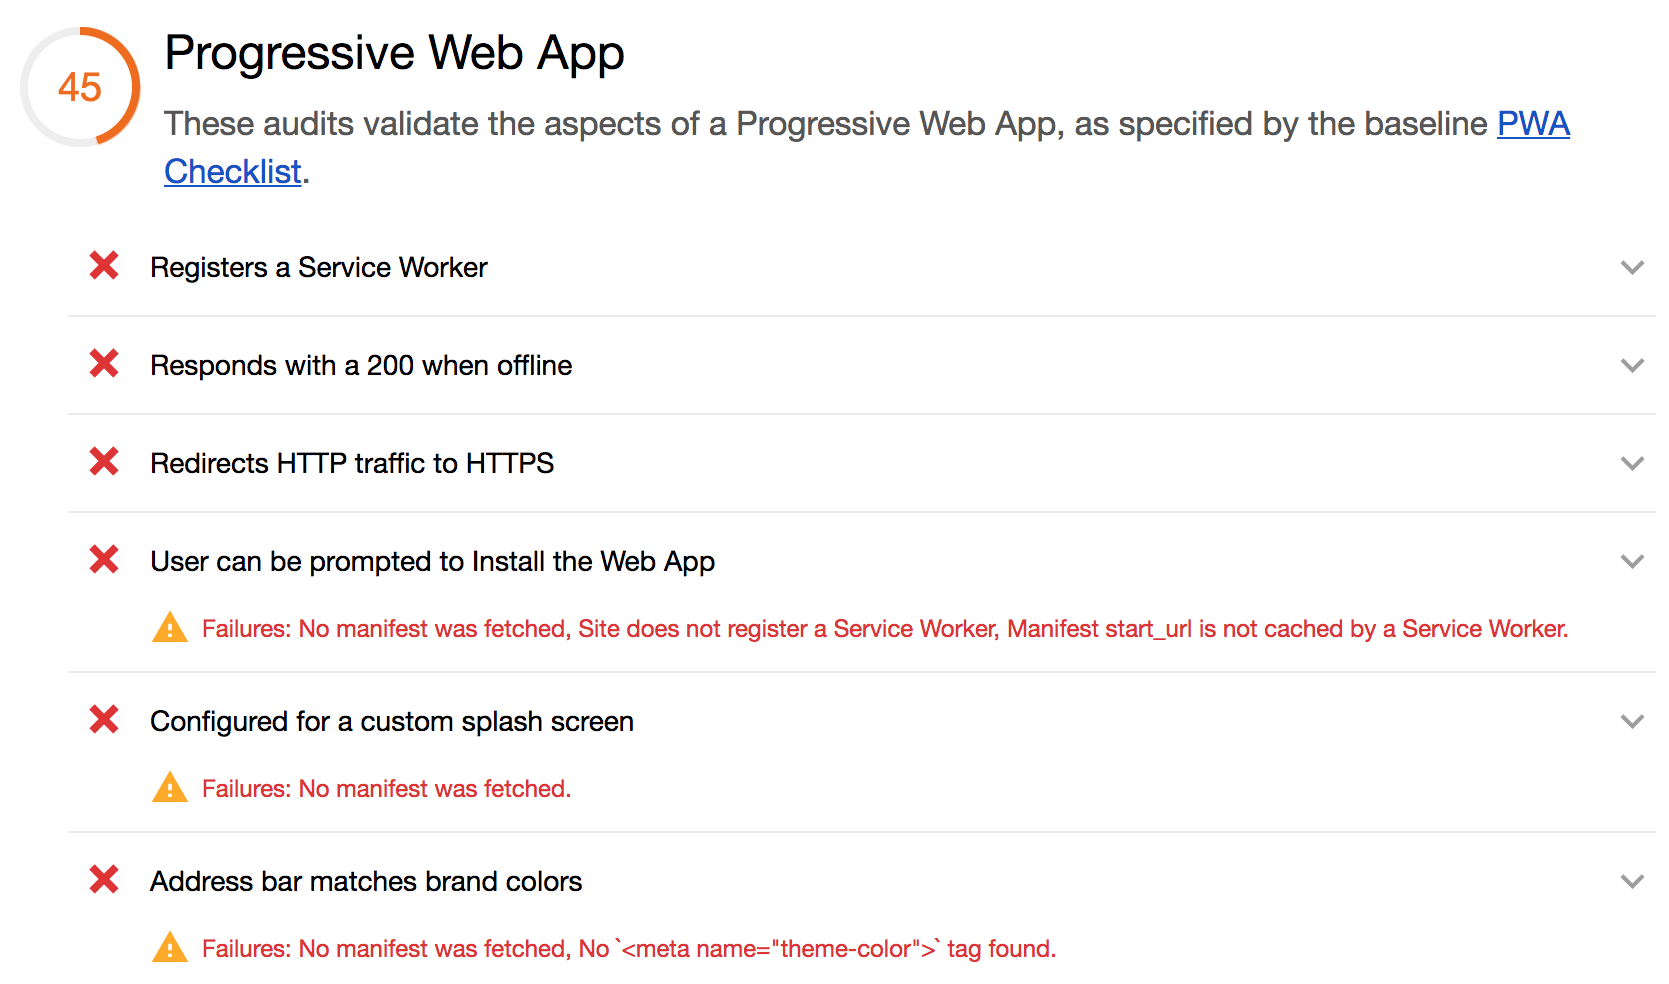 45
Progressive Web App
These audits validate the aspects of a Progressive Web App, as specified by the baseline PWA
Checklist.
Registers a Service Worker
Responds with a 200 when offline
Redirects HTTP traffic to HTTPS
User can be prompted to Install the Web App
Failures: No manifest was fetched, Site does not register a Service Worker, Manifest start_url is not cached by a Service Worker.
Configured for a custom splash screen
Failures: No manifest was fetched.
Address bar matches brand colors
Failures: No manifest was fetched, No `<meta name="theme-color">` tag found.